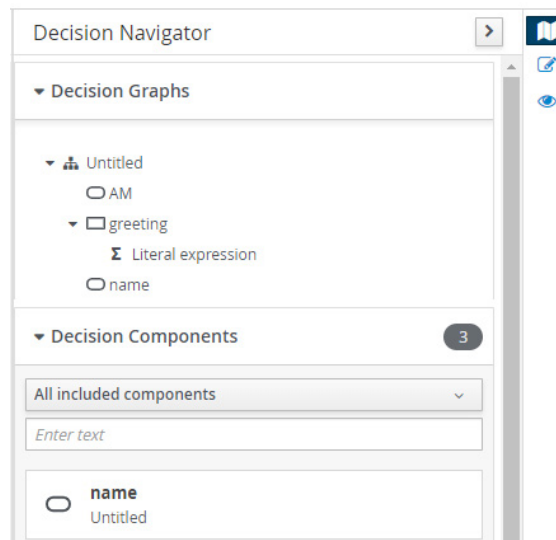 Decision Navigator
Decision Graphs
Untitled
AM
greeting
Σ Literal expression
name
Decision Components 3
All included components
Enter text
name
Untitled